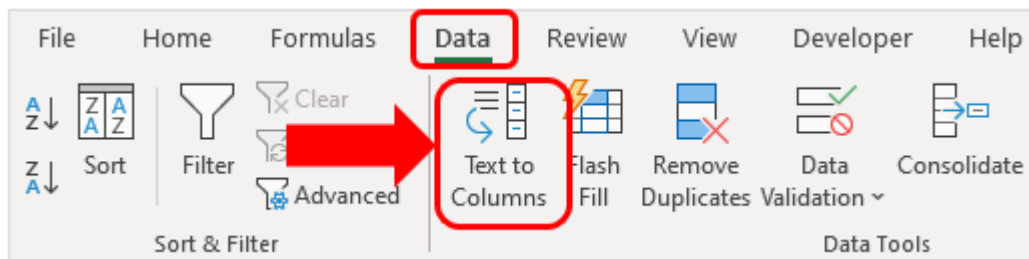 File Home Formulas Data Review View Developer Help
Clear
Sort Filter
Advanced
Text to Columns
Flash Fill
Remove Duplicates
Data Validation
Consolidate
Sort & Filter Data Tools